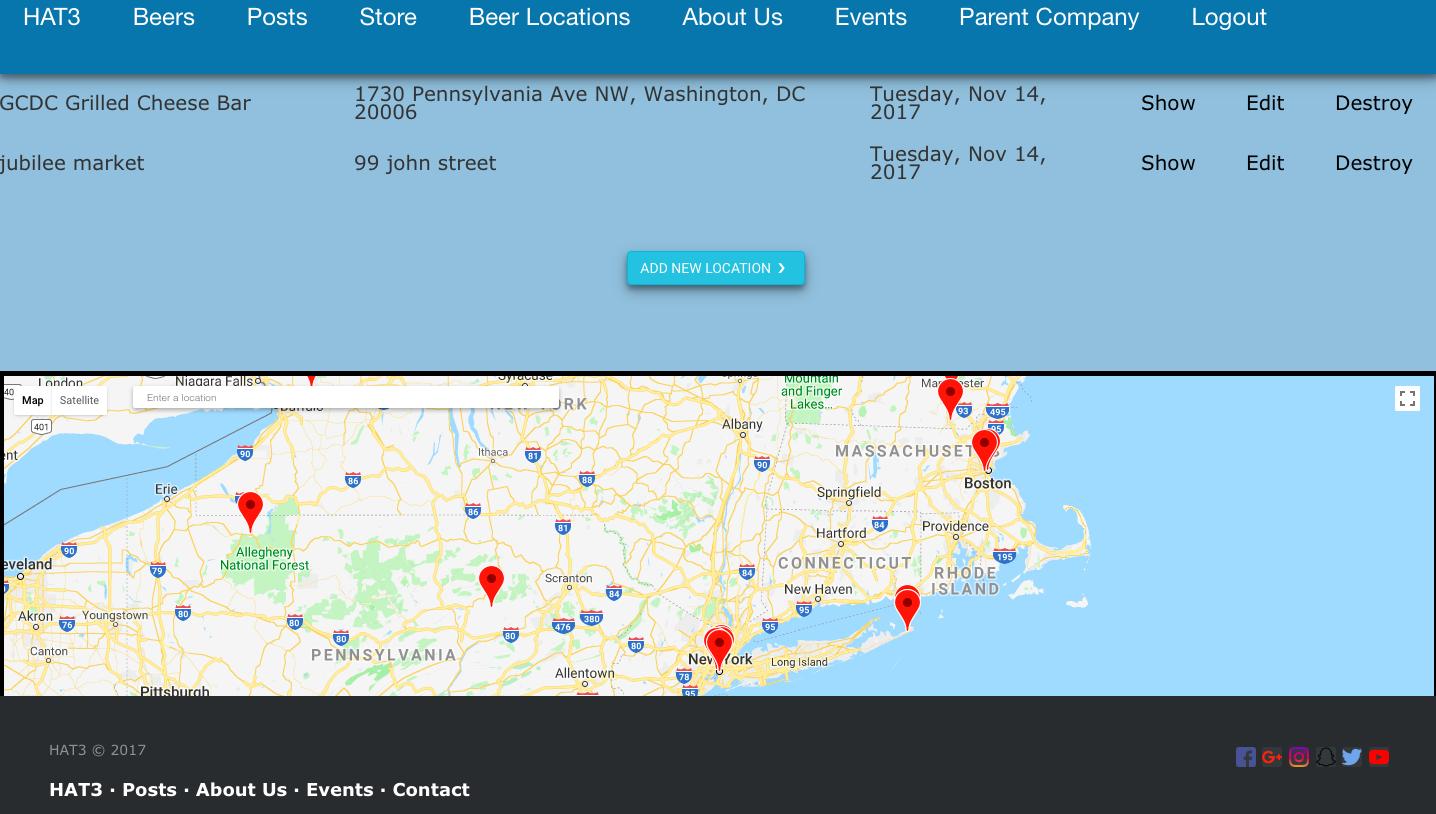 HAT3 Beers Posts Store Beer Locations About Us Events Parent Company Logout
GCDC Grilled Cheese Bar
1730 Pennsylvania Ave NW, Washington, DC
20006
Tuesday, Nov 14,
2017
Show Edit Destroy
jubilee market
99 john street
Tuesday, Nov 14,
2017
Show Edit Destroy
ADD NEW LOCATION ❯
London
Niagara Falls
Syracuse
Mountain
and Finger
Lakes...
40
Map Satellite
Enter a location
Buffalo
NEW YORK
93
495
95
401
Albany
90
Ithaca
81
MASSACHUSETTS
90
86
88
Boston
Erie
Springfield
86
81
Hartford
84
Providence
90
Allegheny
National Forest
195
79
CONNECTICUT
RHODE
ISLAND
Scranton
84
84
New Haven
95
Akron
76
Youngstown
80
80
80
80
476
380
80
95
Canton
PENNSYLVANIA
New York
Long Island
78
Allentown
95
Pittsburgh
HAT3 © 2017
HAT3 · Posts · About Us · Events · Contact